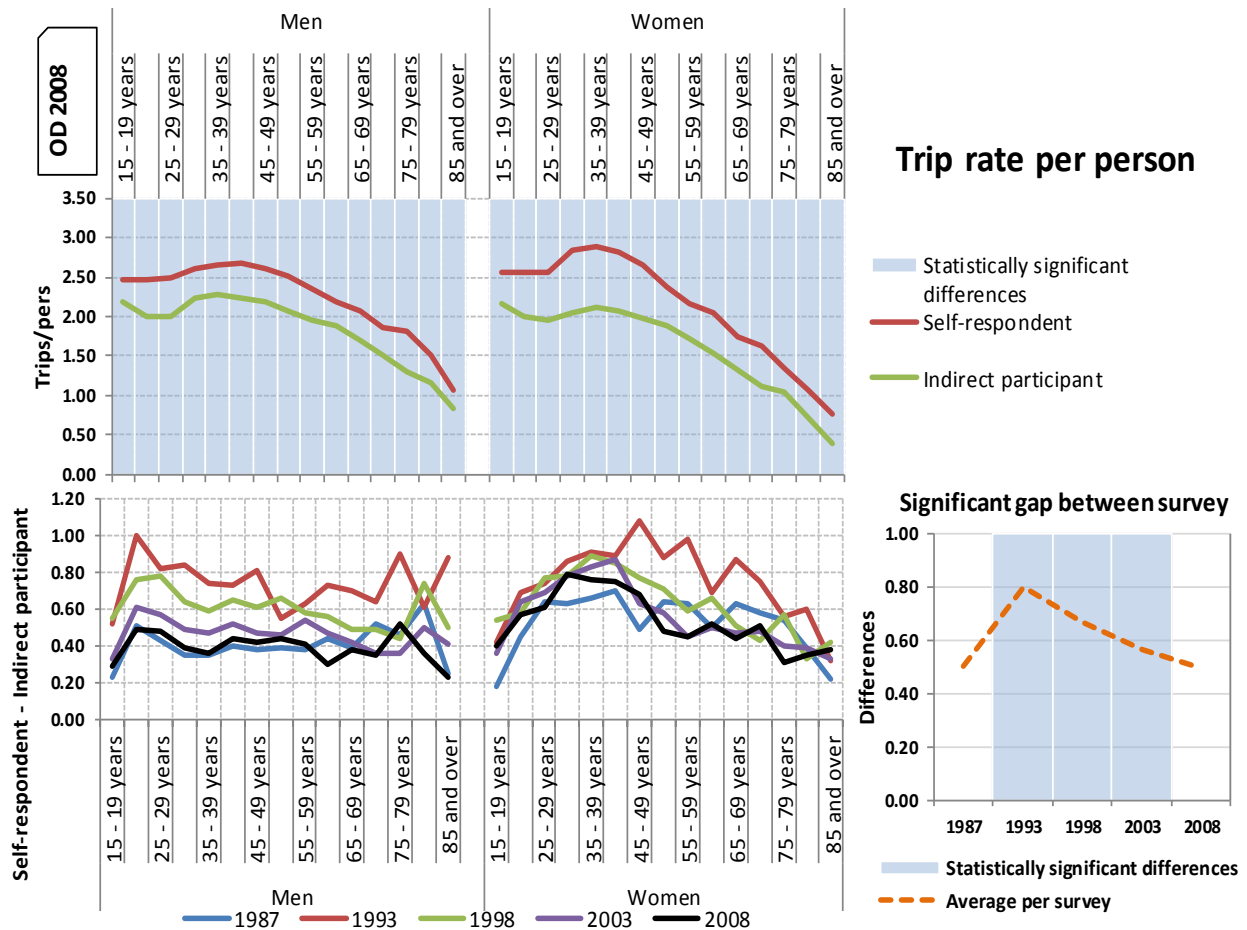 OD 2008
Men
Women
15 - 19 years
25 - 29 years
35 - 39 years
45 - 49 years
55 - 59 years
65 - 69 years
75 - 79 years
85 and over
15 - 19 years
25 - 29 years
35 - 39 years
45 - 49 years
55 - 59 years
65 - 69 years
75 - 79 years
85 and over
Trip rate per person
Trips/pers
3.50
3.00
2.50
2.00
1.50
1.00
0.50
0.00
Statistically significant
differences
Self-respondent
Indirect participant
Self-respondent - Indirect participant
1.20
1.00
0.80
0.60
0.40
0.20
0.00
15 - 19 years
25 - 29 years
35 - 39 years
45 - 49 years
55 - 59 years
65 - 69 years
75 - 79 years
85 and over
15 - 19 years
25 - 29 years
35 - 39 years
45 - 49 years
55 - 59 years
65 - 69 years
75 - 79 years
85 and over
Men
Women
1987 1993 1998 2003 2008
Significant gap between survey
Differences
1.00
0.80
0.60
0.40
0.20
0.00
1987 1993 1998 2003 2008
Statistically significant differences
Average per survey